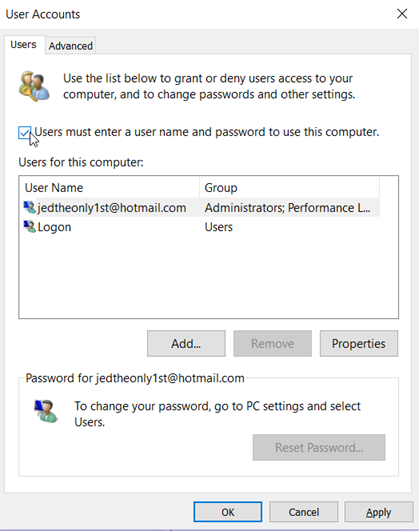 User Accounts
Users
Advanced
Use the list below to grant or deny users access to your
computer, and to change passwords and other settings.
Users must enter a user name and password to use this computer.
Users for this computer:
User Name Group
jedtheonly1st@hotmail.com Administrators; Performance L...
Logon Users
Add... Remove Properties
Password for jedtheonly1st@hotmail.com
To change your password, go to PC settings and select
Users.
Reset Password...
OK Cancel Apply